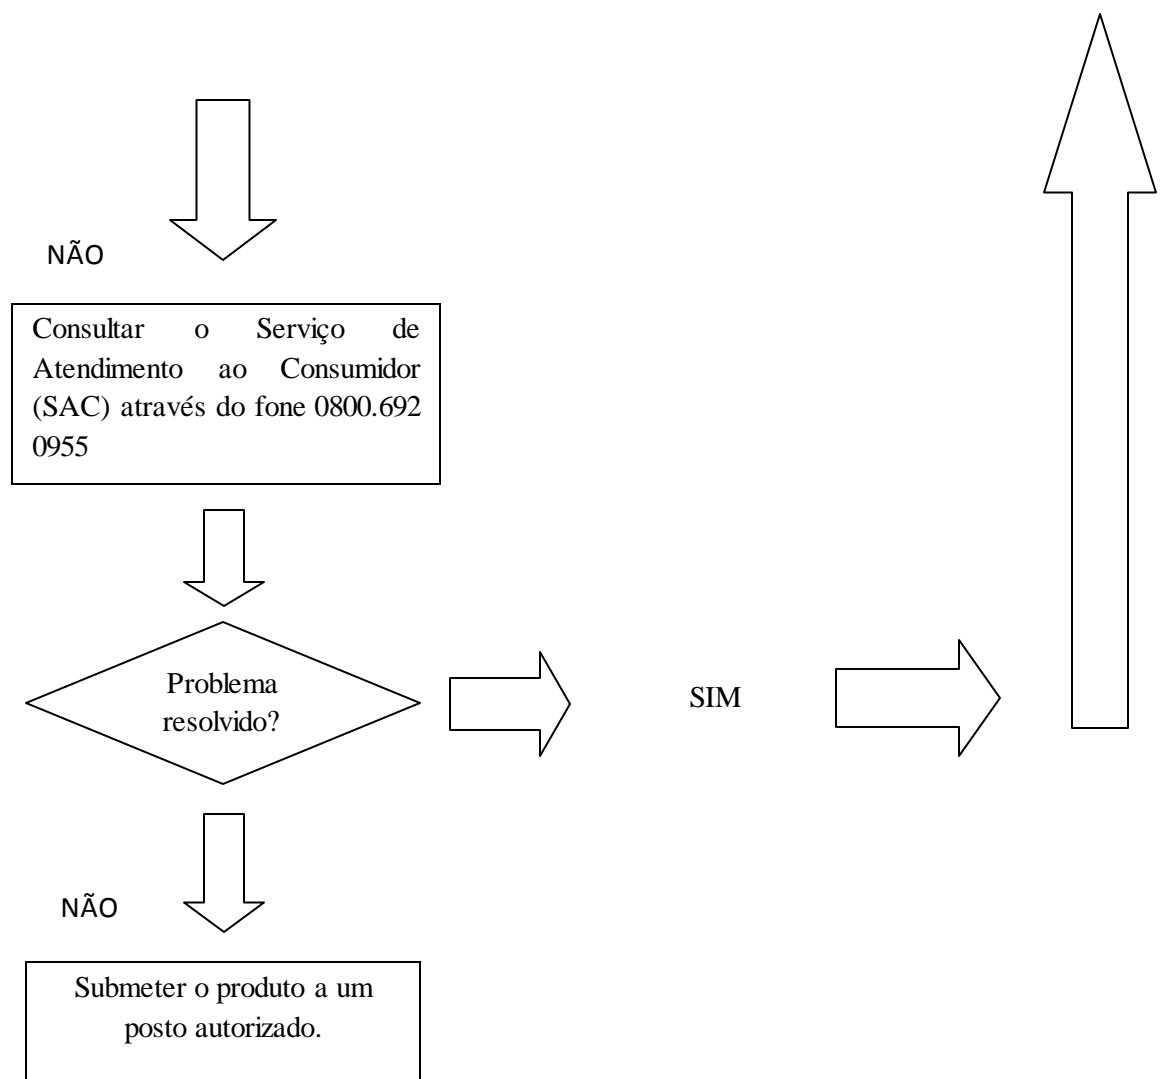 NÃO
Consultar o Serviço de
Atendimento ao Consumidor
(SAC) através do fone 0800.692
0955
Problema
resolvido?
SIM
NÃO
Submeter o produto a um
posto autorizado.